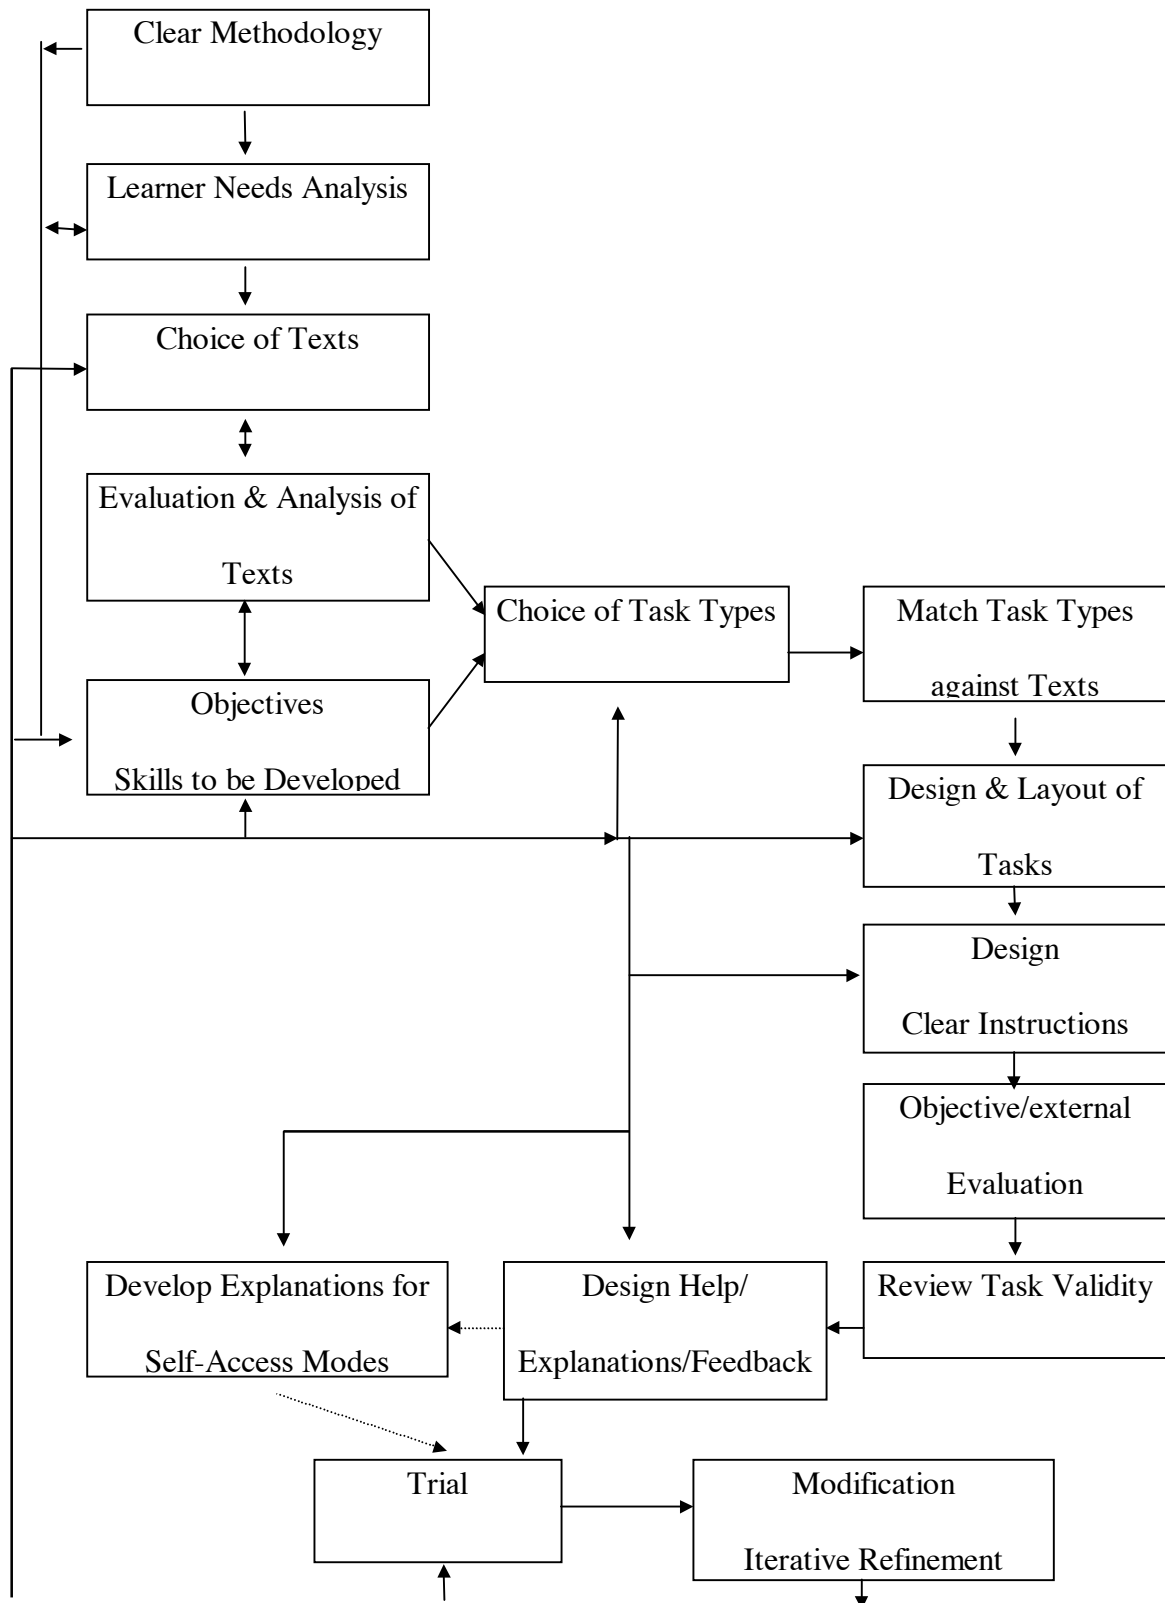 Clear Methodology
Learner Needs Analysis
Choice of Texts
Evaluation & Analysis of
Texts
Choice of Task Types
Match Task Types
against Texts
Objectives
Skills to be Developed
Design & Layout of
Tasks
Design
Clear Instructions
Objective/external
Evaluation
Develop Explanations for
Self-Access Modes
Design Help/
Explanations/Feedback
Review Task Validity
Trial
Modification
Iterative Refinement